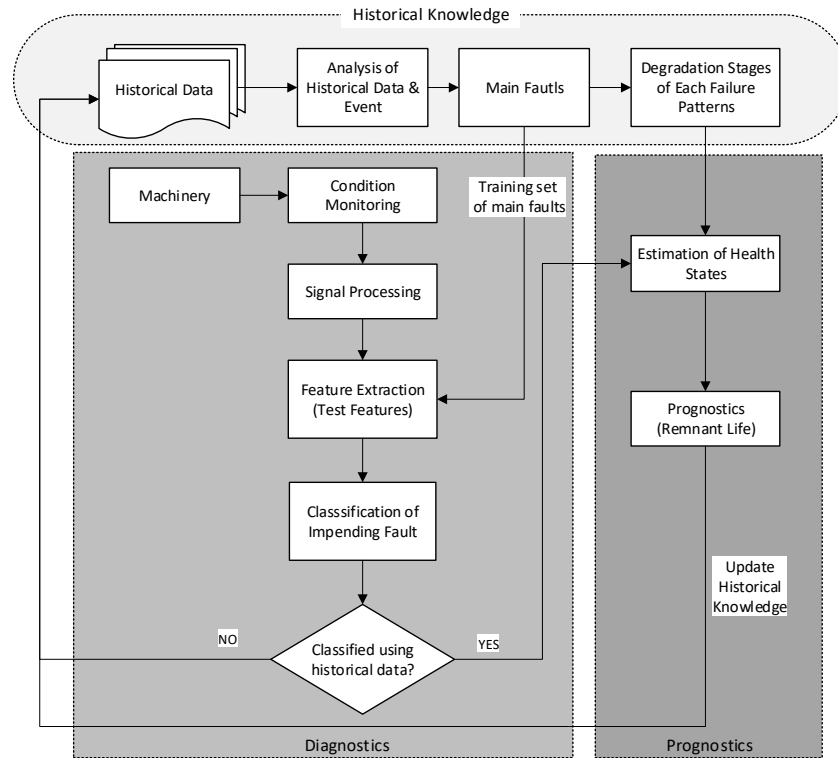 Historical Knowledge
Historical Data
Analysis of
Historical Data &
Event
Main Fautls
Degradation Stages
of Each Failure
Patterns
Machinery
Condition
Monitoring
Training set
of main faults
Signal Processing
Estimation of Health
States
Feature Extraction
(Test Features)
Prognostics
(Remnant Life)
Classsification of
Impending Fault
Update
Historical
Knowledge
NO
Classified using
historical data?
YES
Diagnostics
Prognostics